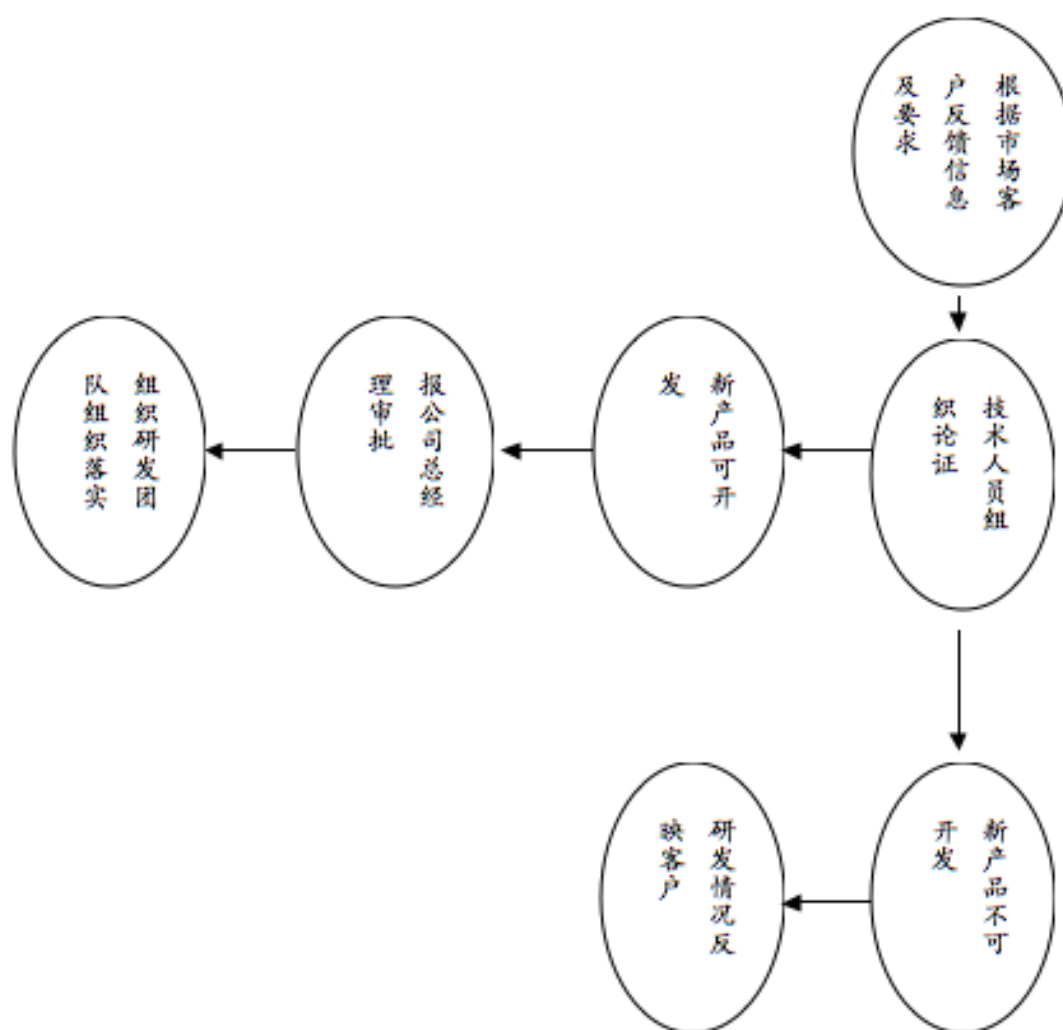 根据市场客
户反馈信息
及要求
技术人员组
织论证
新产品可开
发
报公司总经
理审批
组织研发团
队组织落实
新产品不可
开发
研发情况反
映客户